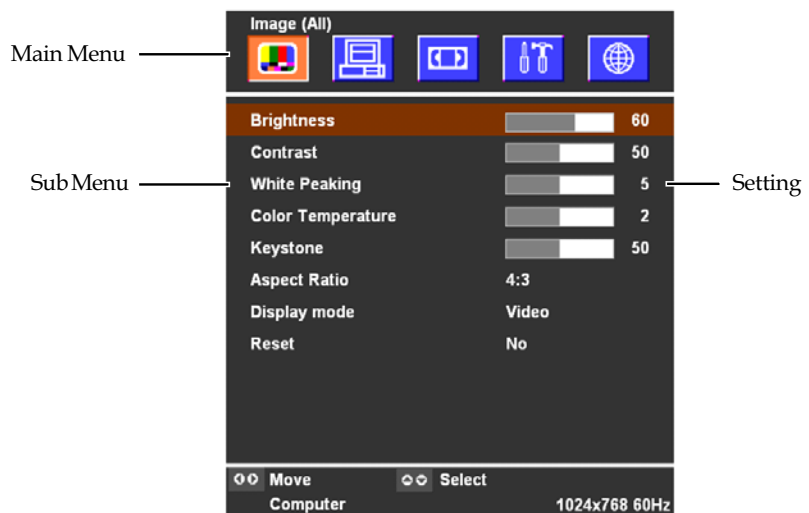 Image (All)
Main Menu
Brightness 60
Contrast 50
Sub Menu White Peaking 5 Setting
Color Temperature 2
Keystone 50
Aspect Ratio 4:3
Display mode Video
Reset No
Move Select
Computer 1024x768 60Hz